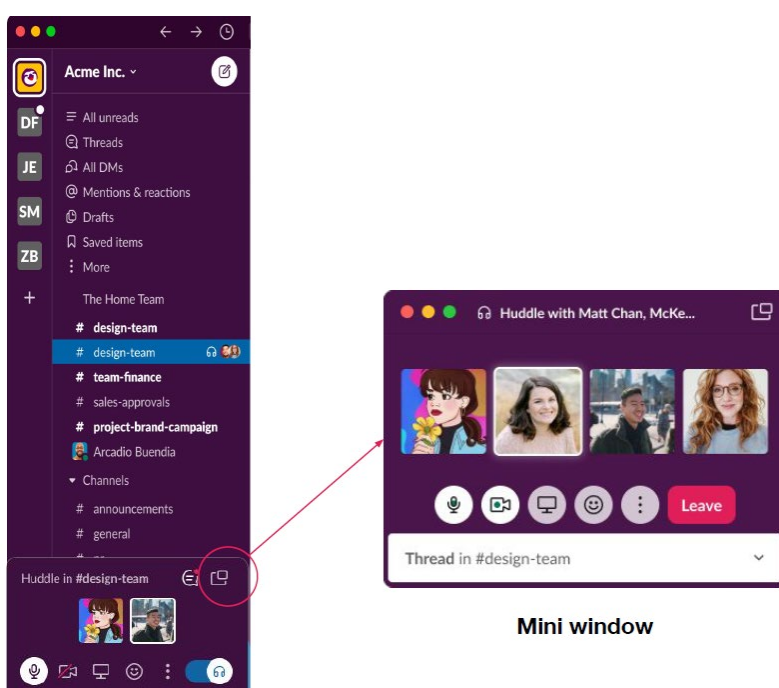 Acme Inc.
DF
JE
SM
ZB
All unreads
Threads
All DMs
@ Mentions & reactions
Drafts
Saved items
More
+ The Home Team
# design-team
# design-team
# team-finance
# sales-approvals
# project-brand-campaign
Arcadio Buendia
Channels
# announcements
# general
Huddle in #design-team
Huddle with Matt Chan, McKe...
Leave
Thread in #design-team
Mini window